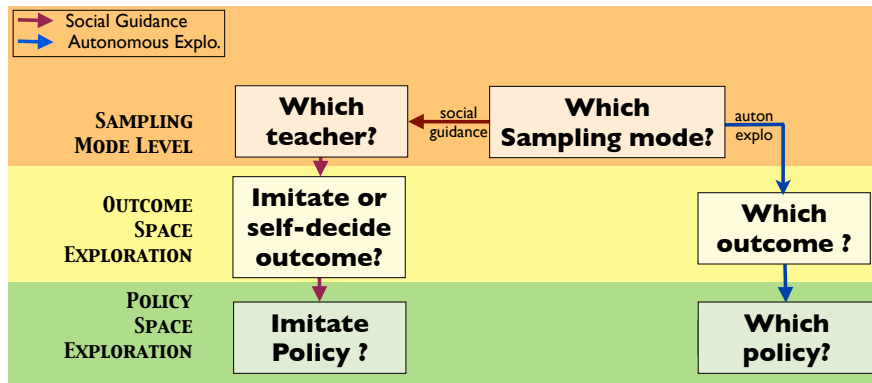 Social Guidance
Autonomous Explo.
SAMPLING
MODE LEVEL
Which
teacher?
social
guidance
Which
Sampling mode?
auton
explo
OUTCOME
SPACE
EXPLORATION
Imitate or
self-decide
outcome?
Which
outcome ?
POLICY
SPACE
EXPLORATION
Imitate
Policy ?
Which
policy?